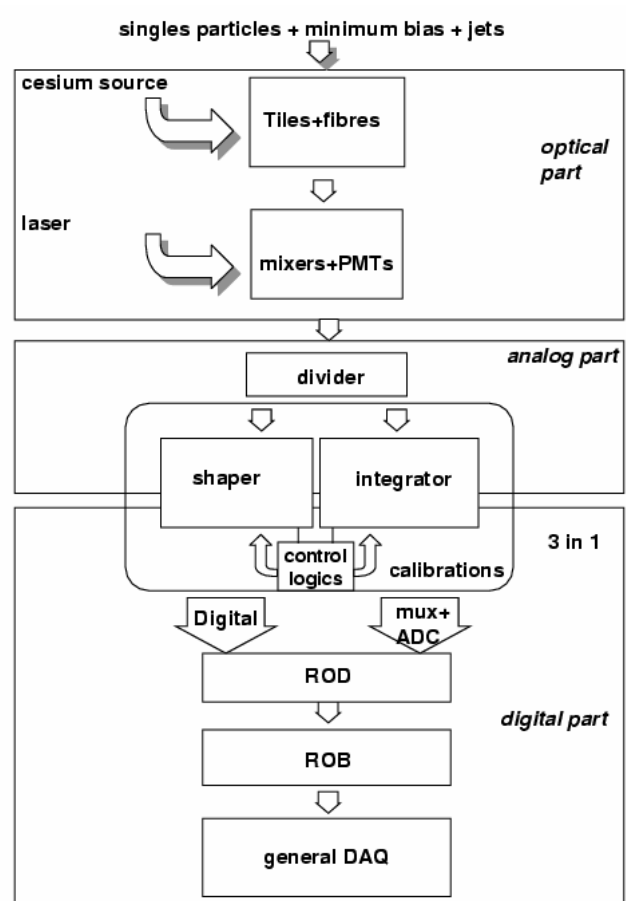 singles particles + minimum bias + jets
cesium source
Tiles+fibres
optical
part
laser
mixers+PMTs
analog part
divider
shaper
integrator
3 in 1
control
logics
calibrations
Digital
mux+
ADC
ROD
digital part
ROB
general DAQ